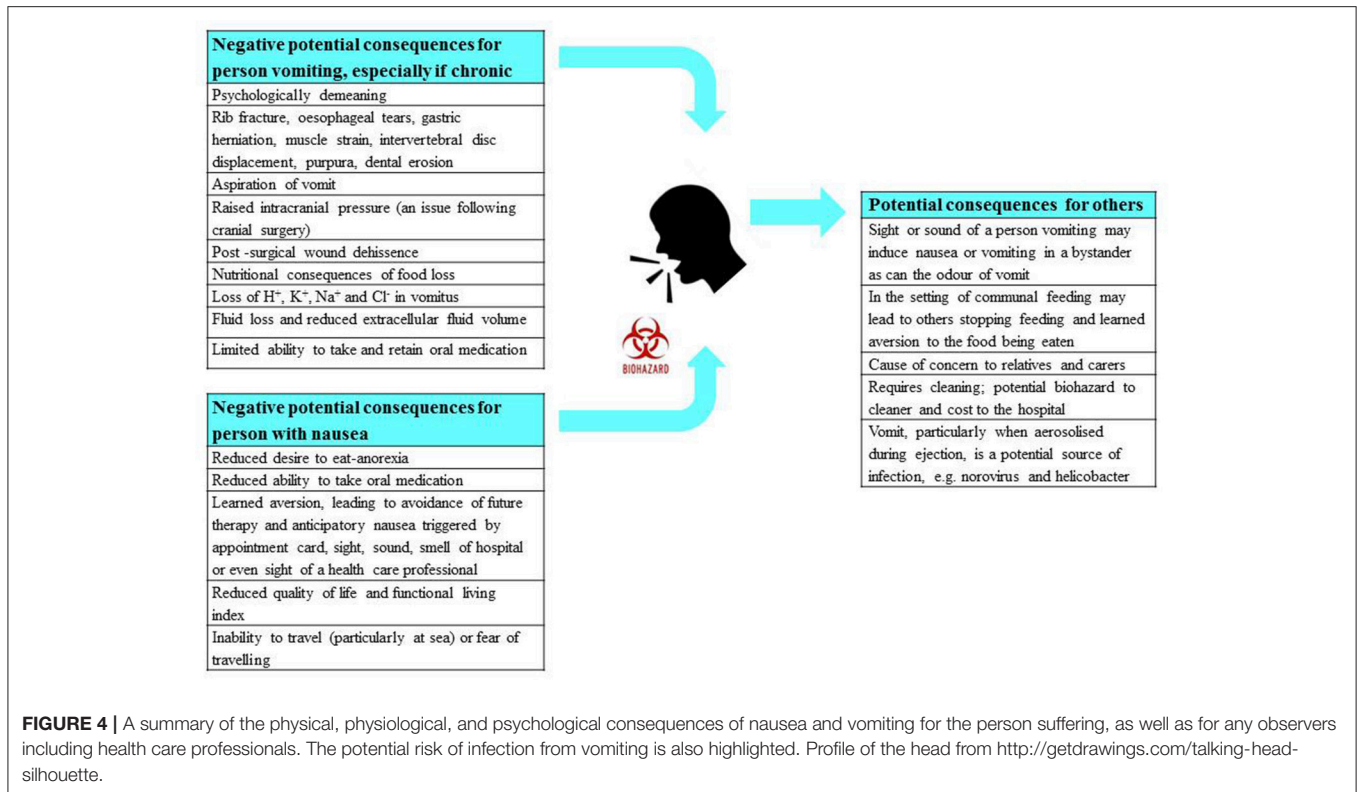 Negative potential consequences for
person vomiting, especially if chronic
Psychologically demeaning
Rib fracture, oesophageal tears, gastric
herniation, muscle strain, intervertebral disc
displacement, purpura, dental erosion
Aspiration of vomit
Raised intracranial pressure (an issue following
cranial surgery)
Post -surgical wound dehissence
Nutritional consequences of food loss
Loss of H⁺, K⁺, Na⁺ and Cl⁻ in vomitus
Fluid loss and reduced extracellular fluid volume
Limited ability to take and retain oral medication
Negative potential consequences for
person with nausea
Reduced desire to eat-anorexia
Reduced ability to take oral medication
Learned aversion, leading to avoidance of future
therapy and anticipatory nausea triggered by
appointment card, sight, sound, smell of hospital
or even sight of a health care professional
Reduced quality of life and functional living
index
Inability to travel (particularly at sea) or fear of
travelling
BIOHAZARD
Potential consequences for others
Sight or sound of a person vomiting may
induce nausea or vomiting in a bystander
as can the odour of vomit
In the setting of communal feeding may
lead to others stopping feeding and learned
aversion to the food being eaten
Cause of concern to relatives and carers
Requires cleaning; potential biohazard to
cleaner and cost to the hospital
Vomit, particularly when aerosolised
during ejection, is a potential source of
infection, e.g. norovirus and helicobacter
FIGURE 4 | A summary of the physical, physiological, and psychological consequences of nausea and vomiting for the person suffering, as well as for any observers
including health care professionals. The potential risk of infection from vomiting is also highlighted. Profile of the head from http://getdrawings.com/talking-head-
silhouette.